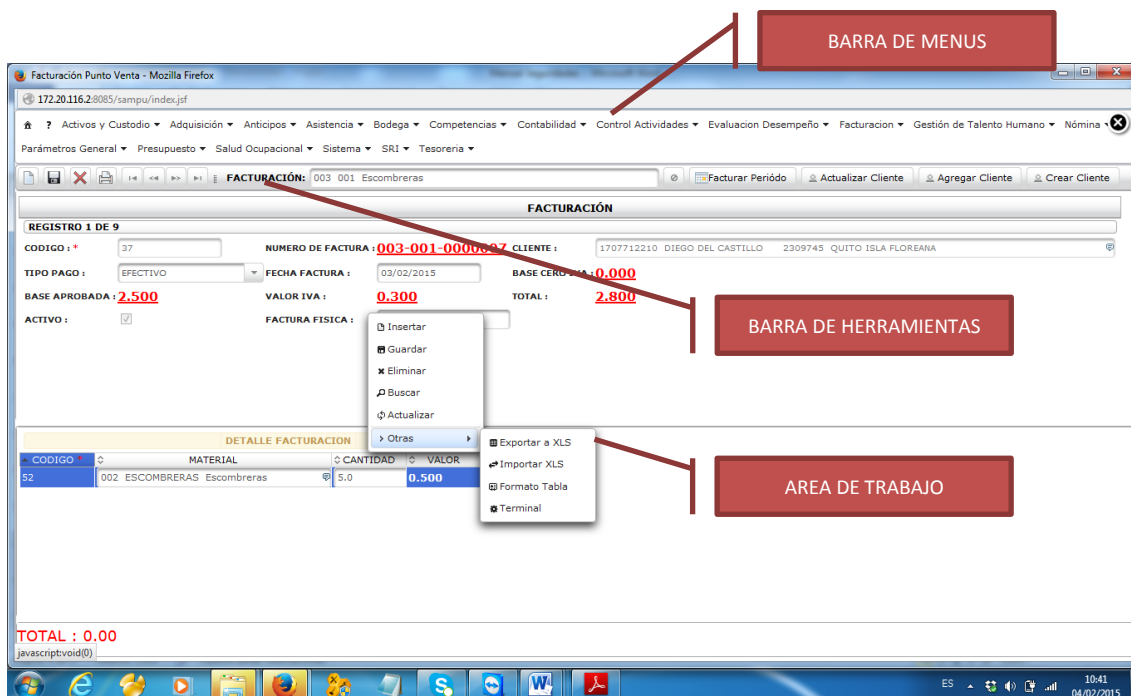 BARRA DE MENUS
Facturación Punto Venta - Mozilla Firefox
172.20.116.2:8085/sampu/index.jsf
? Activos y Custodio Adquisición Anticipos Asistencia Bodega Competencias Contabilidad Control Actividades Evaluacion Desempeño Facturacion Gestión de Talento Humano Nómina
Parámetros General Presupuesto Salud Ocupacional Sistema SRI Tesoreria
FACTURACIÓN: 003 001 Escombreras Facturar Periódo Actualizar Cliente Agregar Cliente Crear Cliente
FACTURACIÓN
REGISTRO 1 DE 9
CODIGO : * 37 NUMERO DE FACTURA : 003-001-0000007 CLIENTE : 1707712210 DIEGO DEL CASTILLO 2309745 QUITO ISLA FLOREANA
TIPO PAGO : EFECTIVO FECHA FACTURA : 03/02/2015 BASE CERO IVA : 0.000
BASE APROBADA : 2.500 VALOR IVA : 0.300 TOTAL : 2.800
ACTIVO : FACTURA FISICA :
BARRA DE HERRAMIENTAS
Insertar
Guardar
Eliminar
Buscar
Actualizar
Otras
Exportar a XLS
Importar XLS
Formato Tabla
Terminal
DETALLE FACTURACION
CODIGO * MATERIAL CANTIDAD VALOR
52 002 ESCOMBRERAS Escombreras 5.0 0.500
AREA DE TRABAJO
TOTAL : 0.00
javascript:void(0)
ES 10:41
04/02/2015